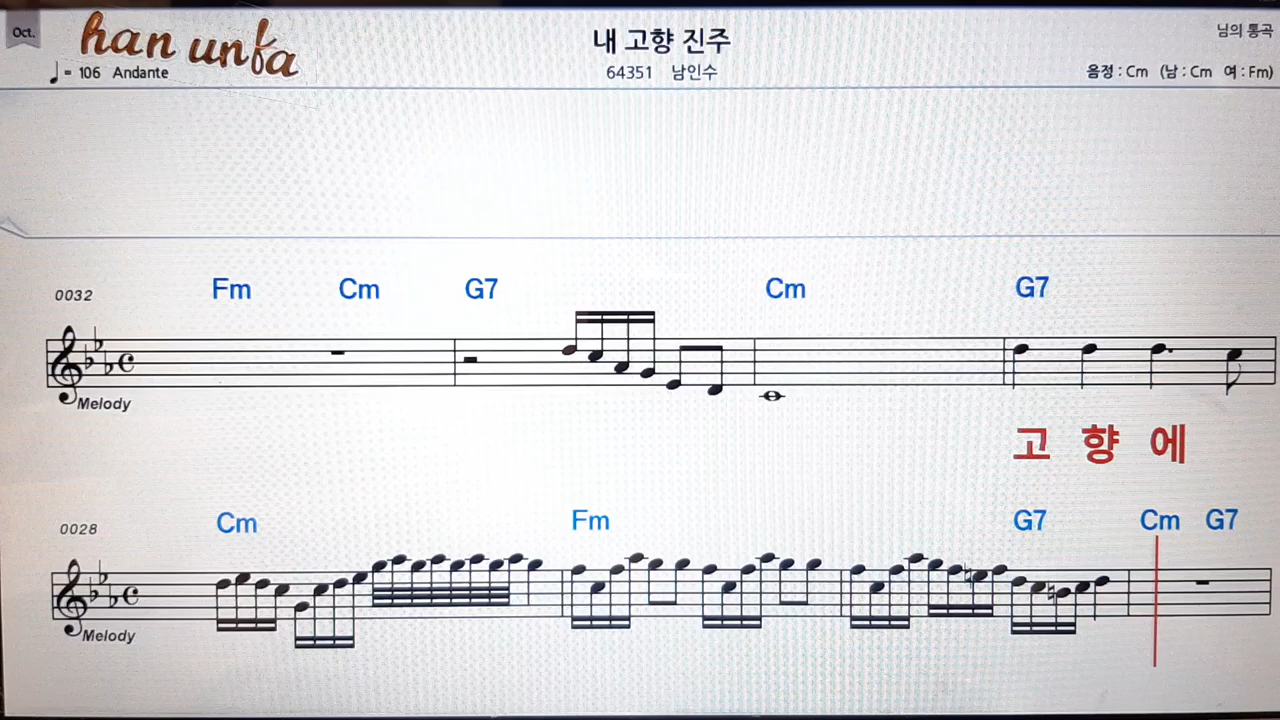 Oct.
han unfa
내 고향 진주
님의 통곡
= 106 Andante
64351 남인수
음정 : Cm (남 : Cm 여 : Fm)
0032
Fm Cm G7 Cm G7
Melody
고 향 에
0028
Cm Fm G7 Cm G7
Melody